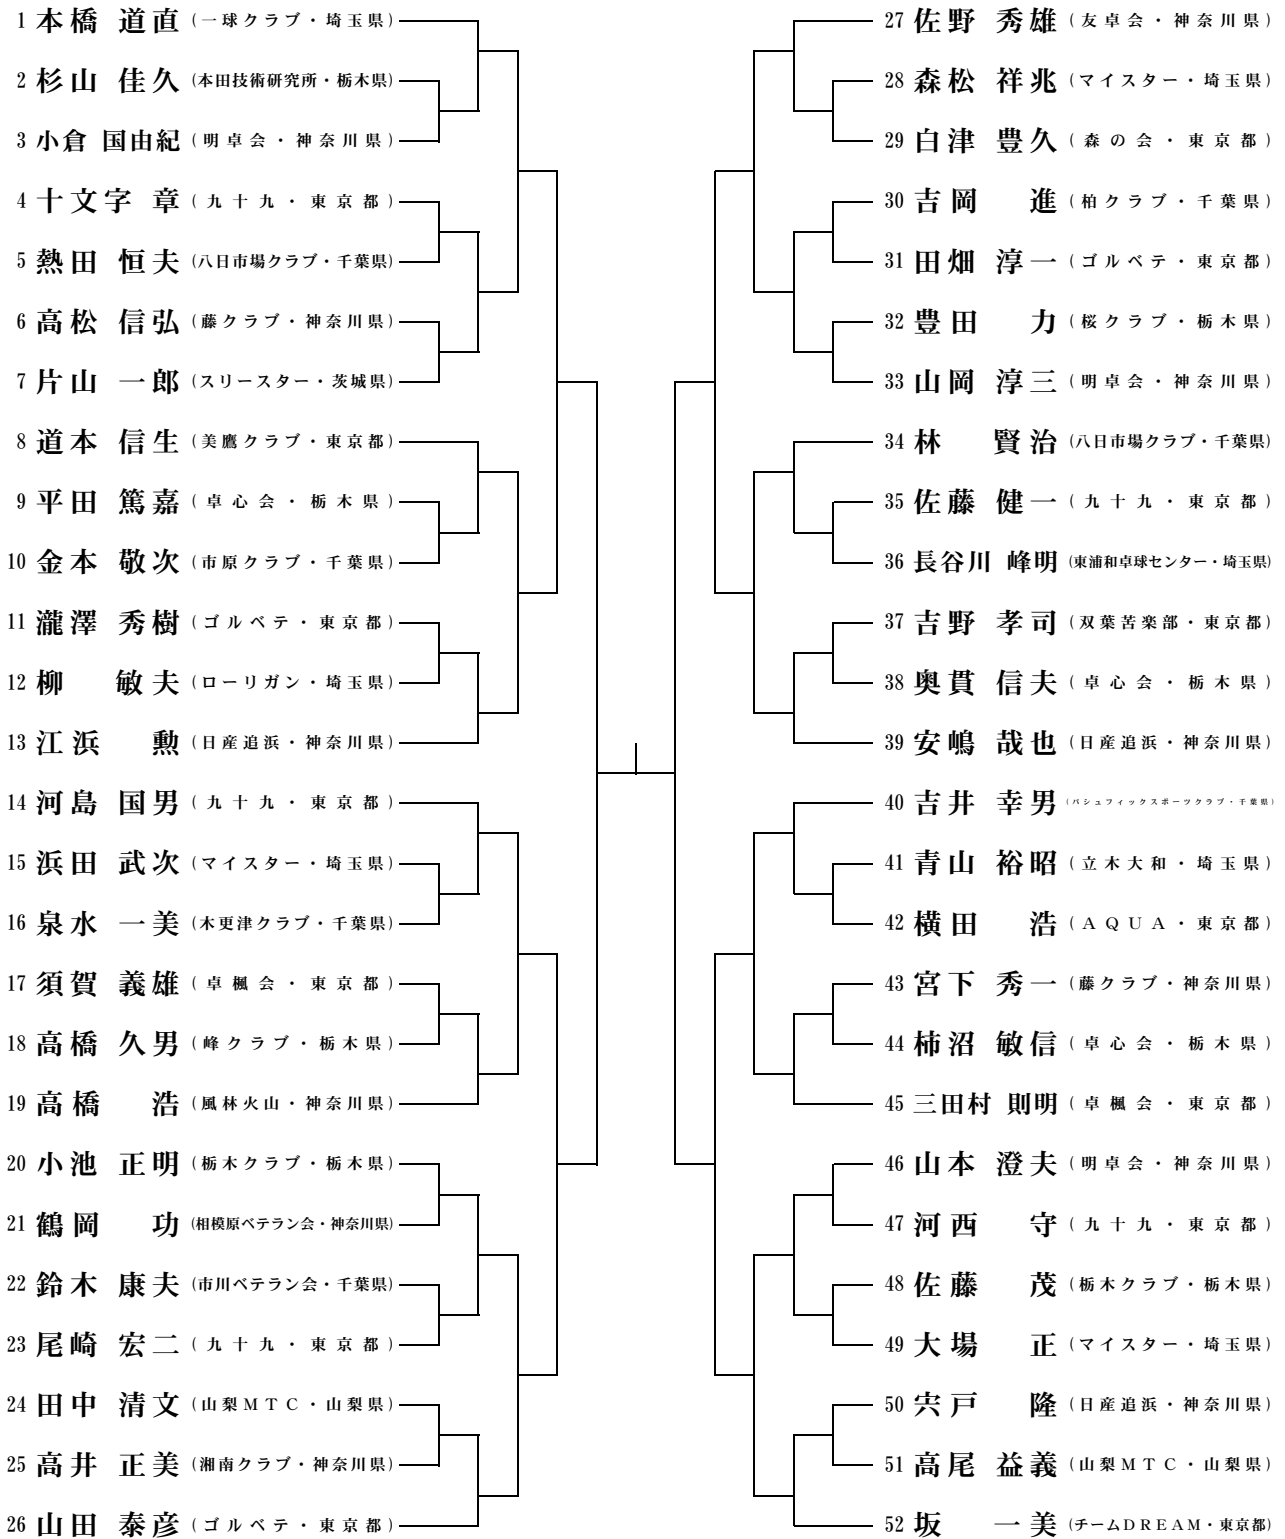 1 本橋 道直 (一球クラブ・埼玉県)
2 杉山 佳久 (本田技術研究所・栃木県)
3 小倉 国由紀 (明卓会・神奈川県)
4 十文字 章 (九十九・東京都)
5 熱田 恒夫 (八日市場クラブ・千葉県)
6 高松 信弘 (藤クラブ・神奈川県)
7 片山 一郎 (スリースター・茨城県)
8 道本 信生 (美鷹クラブ・東京都)
9 平田 篤嘉 (卓心会・栃木県)
10 金本 敬次 (市原クラブ・千葉県)
11 瀧澤 秀樹 (ゴルベテ・東京都)
12 柳 敏夫 (ローリガン・埼玉県)
13 江浜 勲 (日産追浜・神奈川県)
14 河島 国男 (九十九・東京都)
15 浜田 武次 (マイスター・埼玉県)
16 泉水 一美 (木更津クラブ・千葉県)
17 須賀 義雄 (卓楓会・東京都)
18 高橋 久男 (峰クラブ・栃木県)
19 高橋 浩 (風林火山・神奈川県)
20 小池 正明 (栃木クラブ・栃木県)
21 鶴岡 功 (相模原ベテラン会・神奈川県)
22 鈴木 康夫 (市川ベテラン会・千葉県)
23 尾崎 宏二 (九十九・東京都)
24 田中 清文 (山梨MTC・山梨県)
25 高井 正美 (湘南クラブ・神奈川県)
26 山田 泰彦 (ゴルベテ・東京都)
27 佐野 秀雄 (友卓会・神奈川県)
28 森松 祥兆 (マイスター・埼玉県)
29 白津 豊久 (森の会・東京都)
30 吉岡 進 (柏クラブ・千葉県)
31 田畑 淳一 (ゴルベテ・東京都)
32 豊田 力 (桜クラブ・栃木県)
33 山岡 淳三 (明卓会・神奈川県)
34 林 賢治 (八日市場クラブ・千葉県)
35 佐藤 健一 (九十九・東京都)
36 長谷川 峰明 (東浦和卓球センター・埼玉県)
37 吉野 孝司 (双葉苦楽部・東京都)
38 奥貫 信夫 (卓心会・栃木県)
39 安嶋 哉也 (日産追浜・神奈川県)
40 吉井 幸男 (パシュフィックスポーツクラブ・千葉県)
41 青山 裕昭 (立木大和・埼玉県)
42 横田 浩 (AQUA・東京都)
43 宮下 秀一 (藤クラブ・神奈川県)
44 柿沼 敏信 (卓心会・栃木県)
45 三田村 則明 (卓楓会・東京都)
46 山本 澄夫 (明卓会・神奈川県)
47 河西 守 (九十九・東京都)
48 佐藤 茂 (栃木クラブ・栃木県)
49 大場 正 (マイスター・埼玉県)
50 宍戸 隆 (日産追浜・神奈川県)
51 高尾 益義 (山梨MTC・山梨県)
52 坂 一美 (チームDREAM・東京都)